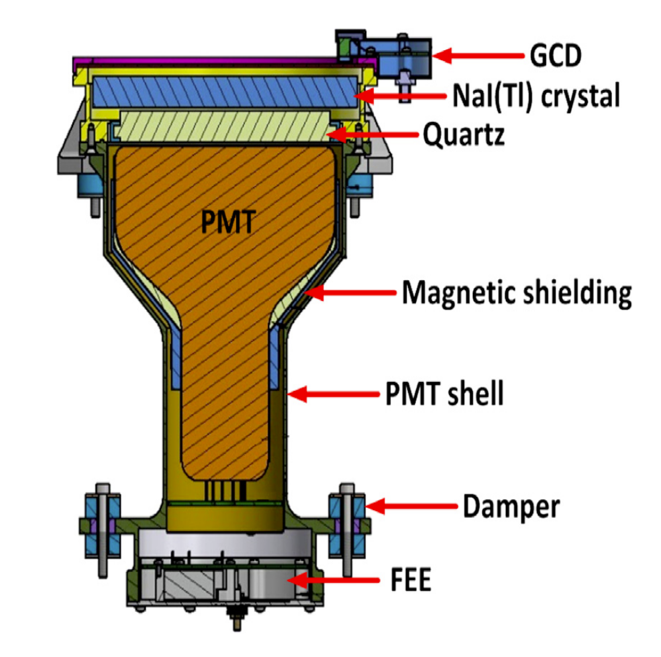 GCD
NaI(Tl) crystal
Quartz
PMT
Magnetic shielding
PMT shell
Damper
FEE